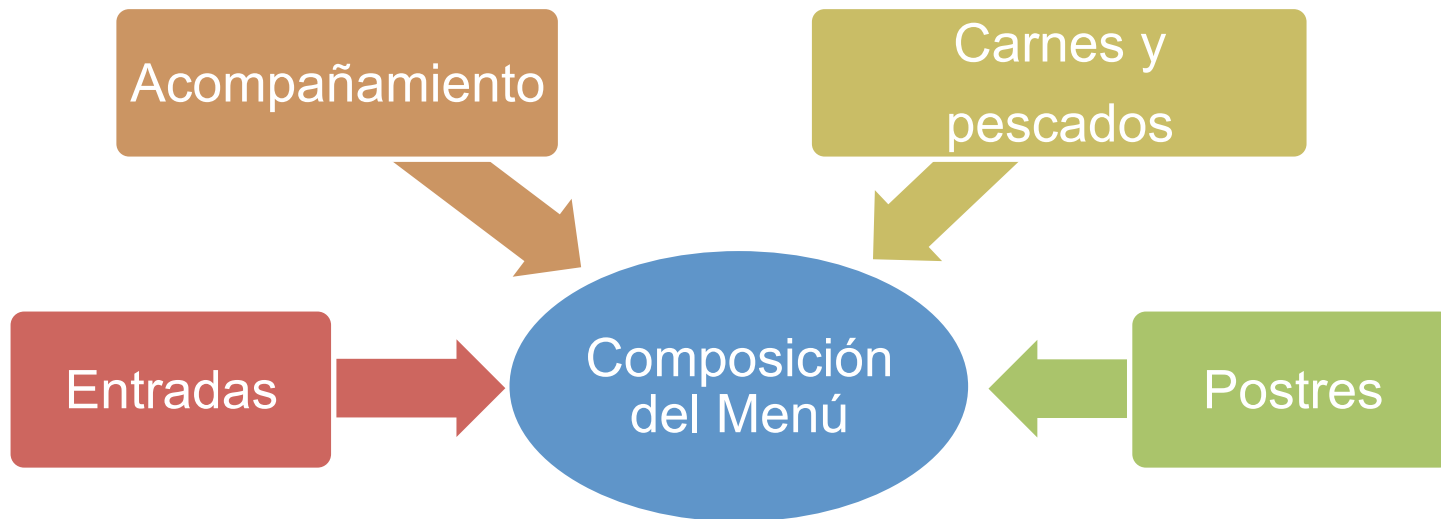 Acompañamiento
Carnes y
pescados
Entradas
Composición
del Menú
Postres